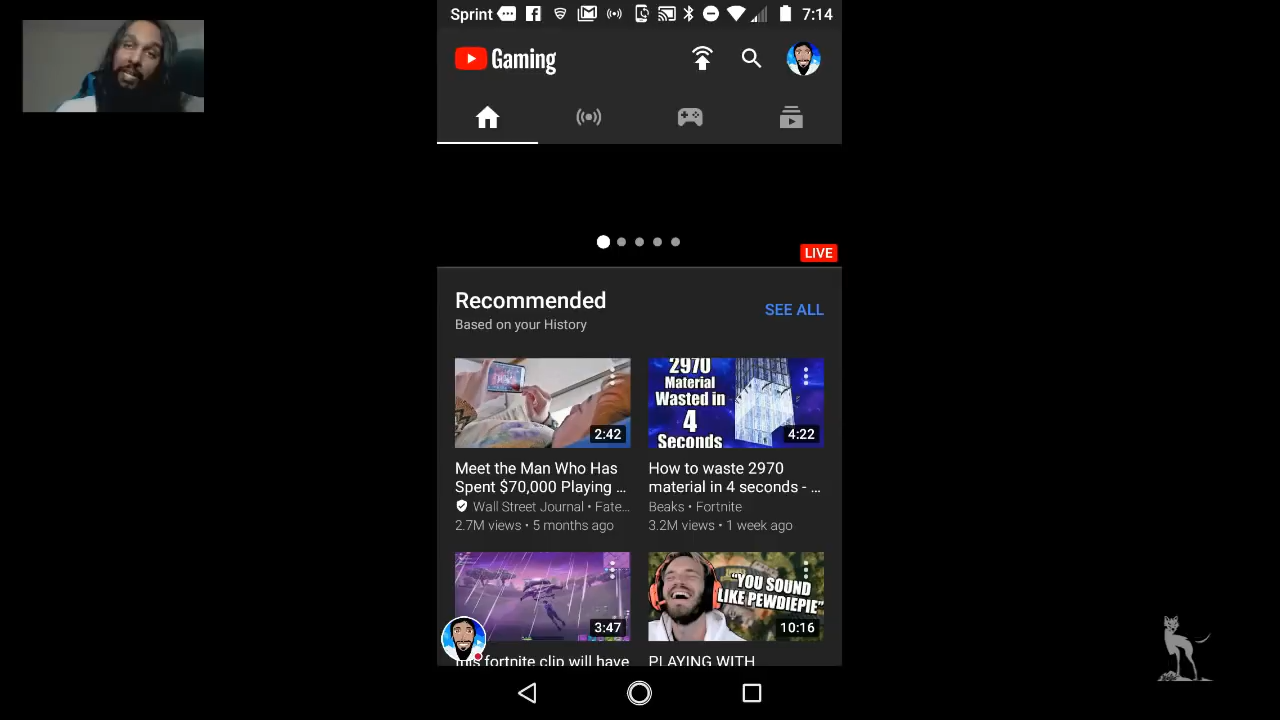 Sprint 7:14
Gaming
LIVE
Recommended
SEE ALL
Based on your History
2970
Material
Wasted in
4
Seconds
2:42
4:22
Meet the Man Who Has
Spent $70,000 Playing ...
Wall Street Journal • Fate...
2.7M views • 5 months ago
How to waste 2970
material in 4 seconds - ...
Beaks • Fortnite
3.2M views • 1 week ago
"YOU SOUND
LIKE PEWDIEPIE"
3:47
10:16
this fortnite clip will have
PLAYING WITH